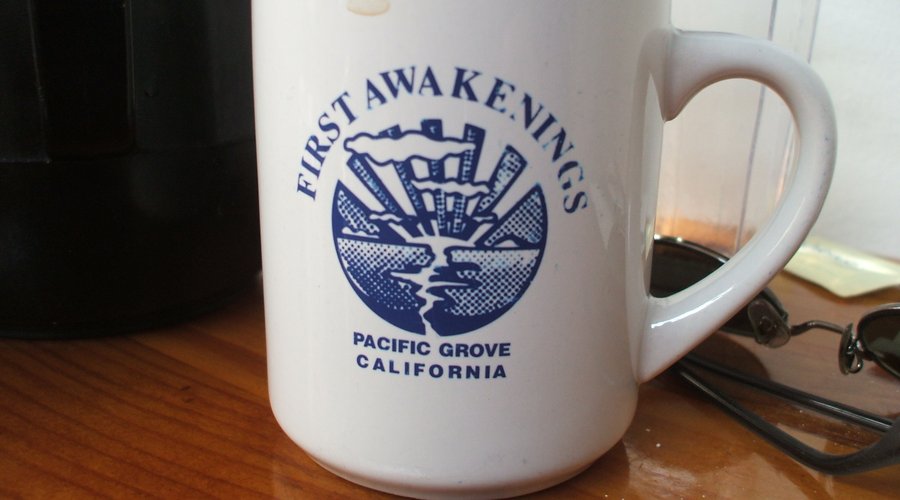 FIRST AWAKENINGS
PACIFIC GROVE
CALIFORNIA